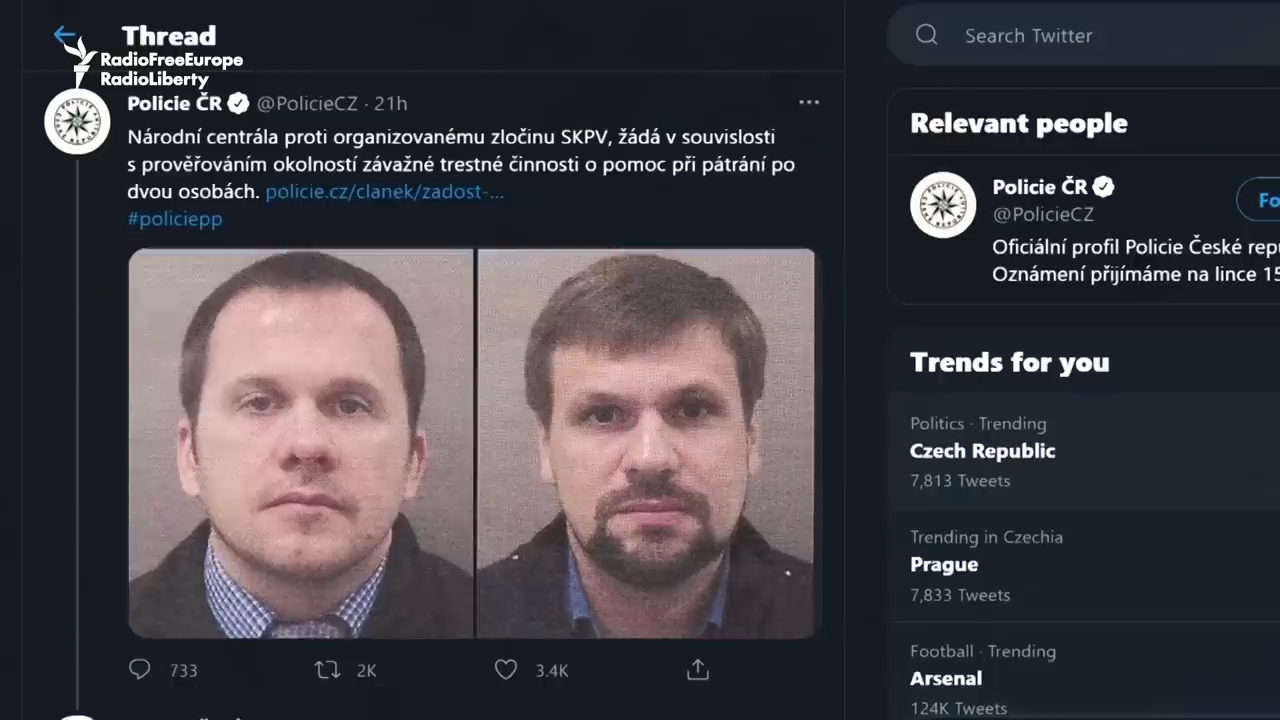 Thread
RadioFreeEurope
RadioLiberty
Policie ČR @PolicieCZ · 21h
Národní centrála proti organizovanému zločinu SKPV, žádá v souvislosti
s prověřováním okolností závažné trestné činnosti o pomoc při pátrání po
dvou osobách. policie.cz/clanek/zadost-...
#policiepp
733 2K 3.4K
Search Twitter
Relevant people
Policie ČR
@PolicieCZ
Fo
Oficiální profil Policie České rep
Oznámení přijímáme na lince 15
Trends for you
Politics · Trending
Czech Republic
7,813 Tweets
Trending in Czechia
Prague
7,833 Tweets
Football · Trending
Arsenal
124K Tweets